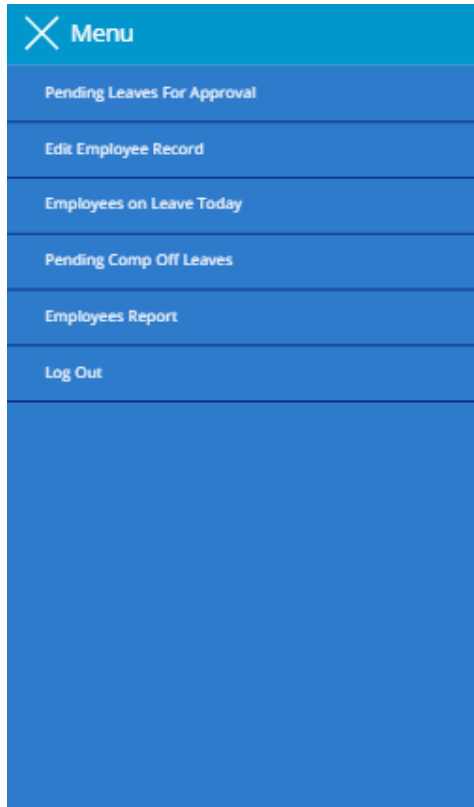 Menu
Pending Leaves For Approval
Edit Employee Record
Employees on Leave Today
Pending Comp Off Leaves
Employees Report
Log Out